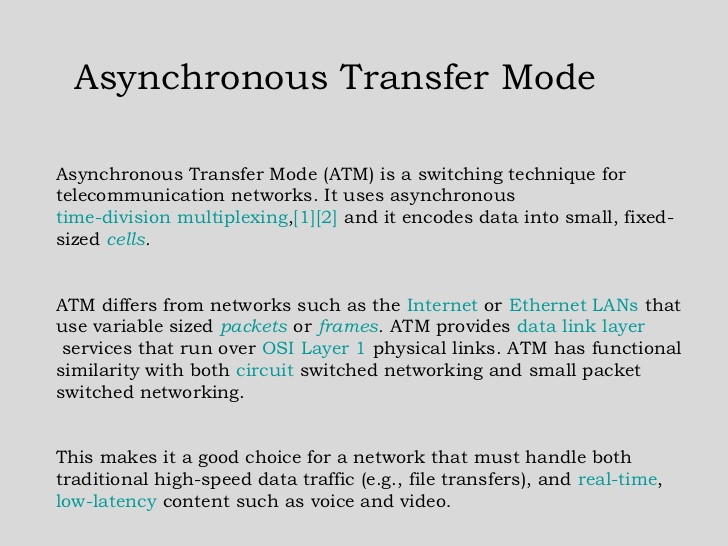 Asynchronous Transfer Mode
Asynchronous Transfer Mode (ATM) is a switching technique for
telecommunication networks. It uses asynchronous
time-division multiplexing,[1][2] and it encodes data into small, fixed-
sized cells.
ATM differs from networks such as the Internet or Ethernet LANs that
use variable sized packets or frames. ATM provides data link layer
services that run over OSI Layer 1 physical links. ATM has functional
similarity with both circuit switched networking and small packet
switched networking.
This makes it a good choice for a network that must handle both
traditional high-speed data traffic (e.g., file transfers), and real-time,
low-latency content such as voice and video.